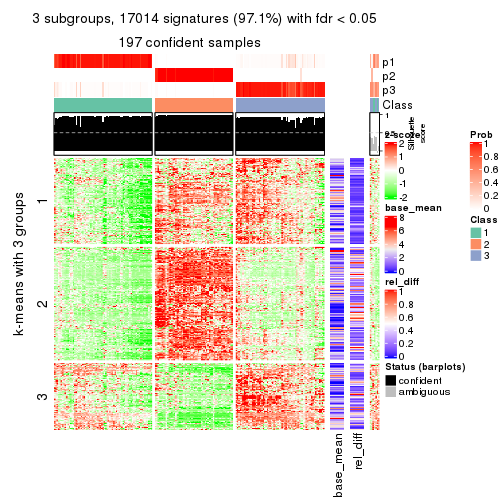 3 subgroups, 17014 signatures (97.1%) with fdr < 0.05
197 confident samples
p1
p2
p3
Class
1
0.5
0
Silhouette
score
k-means with 3 groups
1
2
3
base_mean
rel_diff
z-score
2
1
0
-1
-2
base_mean
8
6
4
2
0
rel_diff
1
0.8
0.6
0.4
0.2
0
Status (barplots)
confident
ambiguous
Prob
1
0.8
0.6
0.4
0.2
0
Class
1
2
3